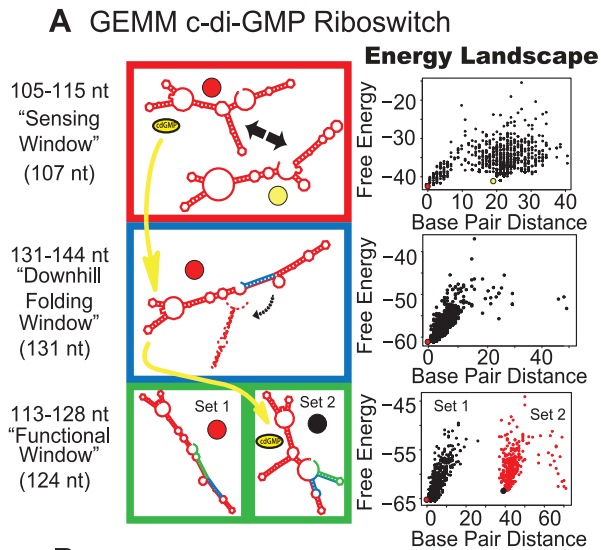 A GEMM c-di-GMP Riboswitch
Energy Landscape
105-115 nt
“Sensing
Window”
(107 nt)
cdGMP
Free Energy
−20
−30
−40
0 10 20 30 40
Base Pair Distance
131-144 nt
“Downhill
Folding
Window”
(131 nt)
Free Energy
−40
−50
−60
0 20 40
Base Pair Distance
113-128 nt
“Functional
Window”
(124 nt)
Set 1
Set 2
cdGMP
Free Energy
−45
−55
−65
Set 1
Set 2
0 20 40 60
Base Pair Distance